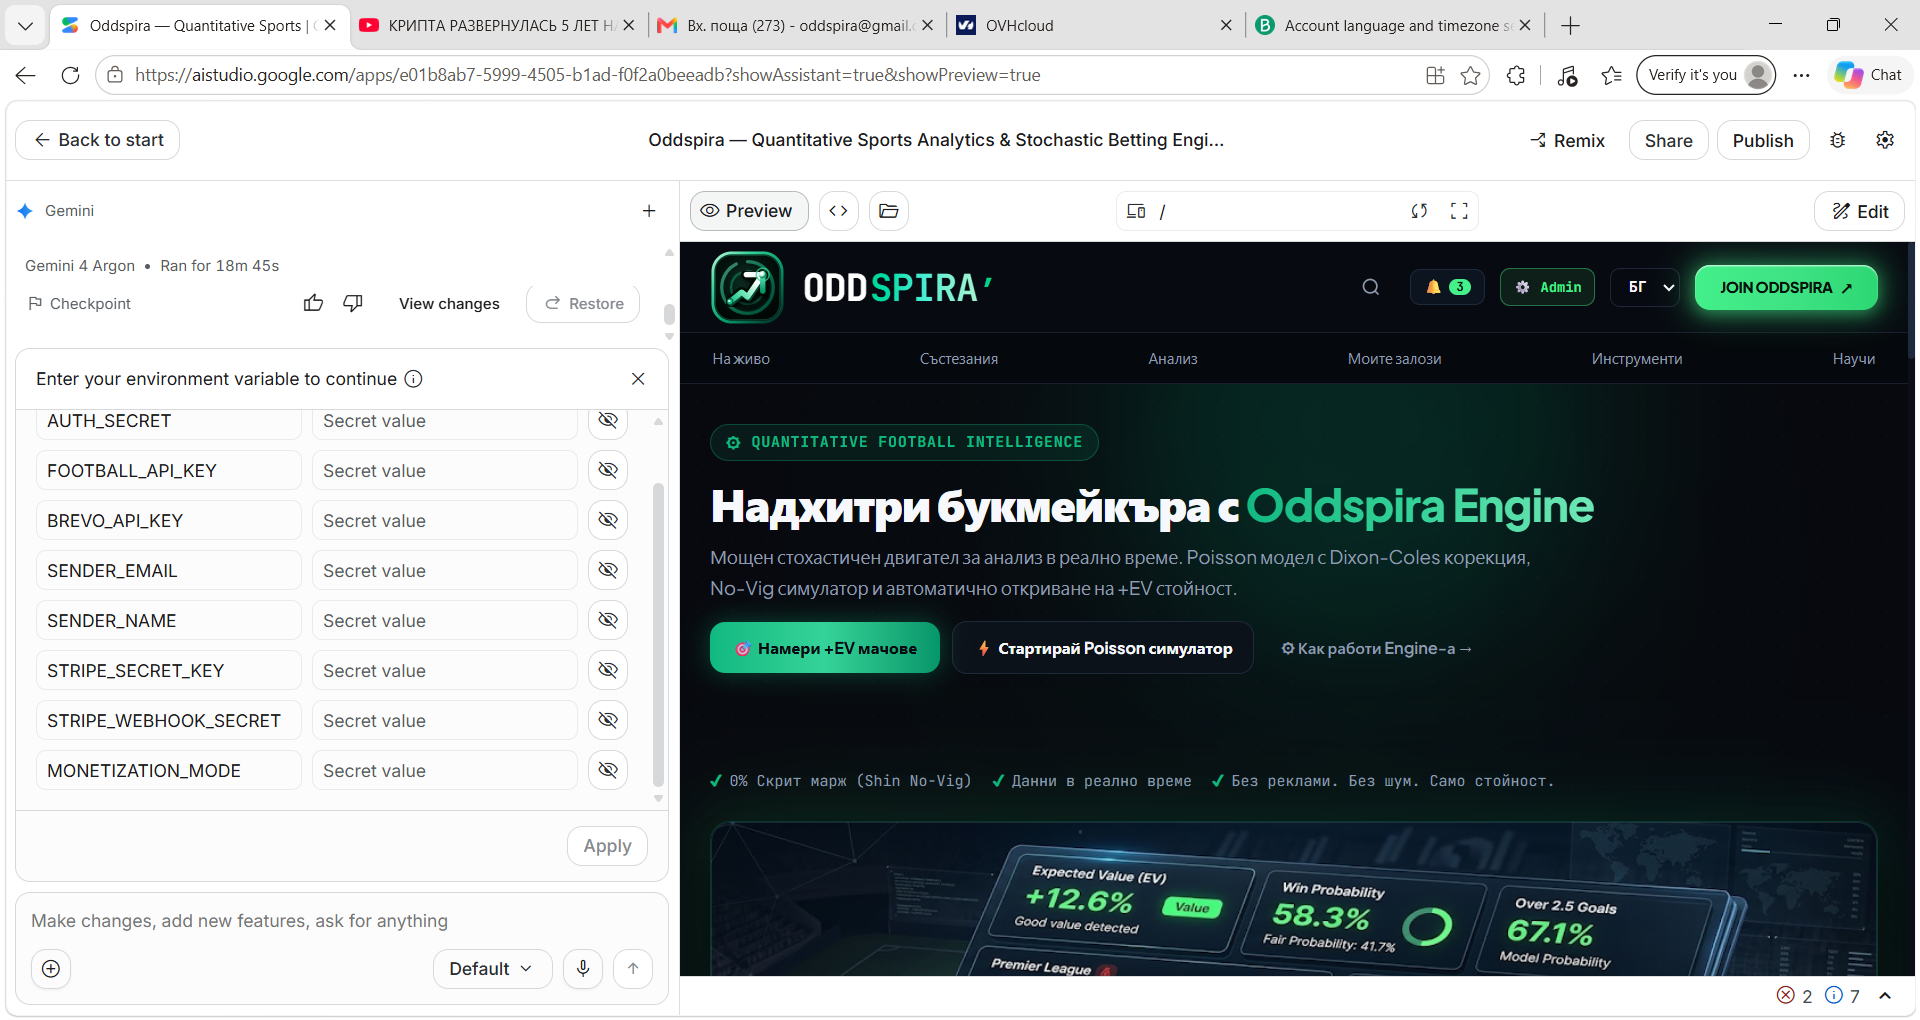 Oddspira — Quantitative Sports | 
КРИПТА РАЗВЕРНУЛАСЬ 5 ЛЕТ
Вх. поща (273) - oddspira@gmail.
OVHcloud
Account language and timezone
https://aistudio.google.com/apps/e01b8ab7-5999-4505-b1ad-f0f2a0beeadb?showAssistant=true&showPreview=true
Verify it's you
Chat
Back to start
Oddspira — Quantitative Sports Analytics & Stochastic Betting Engi...
Remix
Share
Publish
Gemini
Preview
/
Edit
Gemini 4 Argon • Ran for 18m 45s
Checkpoint
View changes
Restore
Enter your environment variable to continue
AUTH_SECRET
Secret value
FOOTBALL_API_KEY
Secret value
BREVO_API_KEY
Secret value
SENDER_EMAIL
Secret value
SENDER_NAME
Secret value
STRIPE_SECRET_KEY
Secret value
STRIPE_WEBHOOK_SECRET
Secret value
MONETIZATION_MODE
Secret value
Apply
Make changes, add new features, ask for anything
Default
ODDSPIRA’
3
Admin
БГ
JOIN ODDSPIRA ↗
На живо
Състезания
Анализ
Моите залози
Инструменти
Научи
QUANTITATIVE FOOTBALL INTELLIGENCE
Надхитри букмейкъра с Oddspira Engine
Мощен стохастичен двигател за анализ в реално време. Poisson модел с Dixon-Coles корекция,
No-Vig симулатор и автоматично откриване на +EV стойност.
Намери +EV мачове
Стартирай Poisson симулатор
Как работи Engine-а →
✔ 0% Скрит марж (Shin No-Vig)
✔ Данни в реално време
✔ Без реклами. Без шум. Само стойност.
Expected Value (EV)
+12.6%
Value
Good value detected
Win Probability
58.3%
Fair Probability: 41.7%
Over 2.5 Goals
67.1%
Model Probability
Premier League
2
7